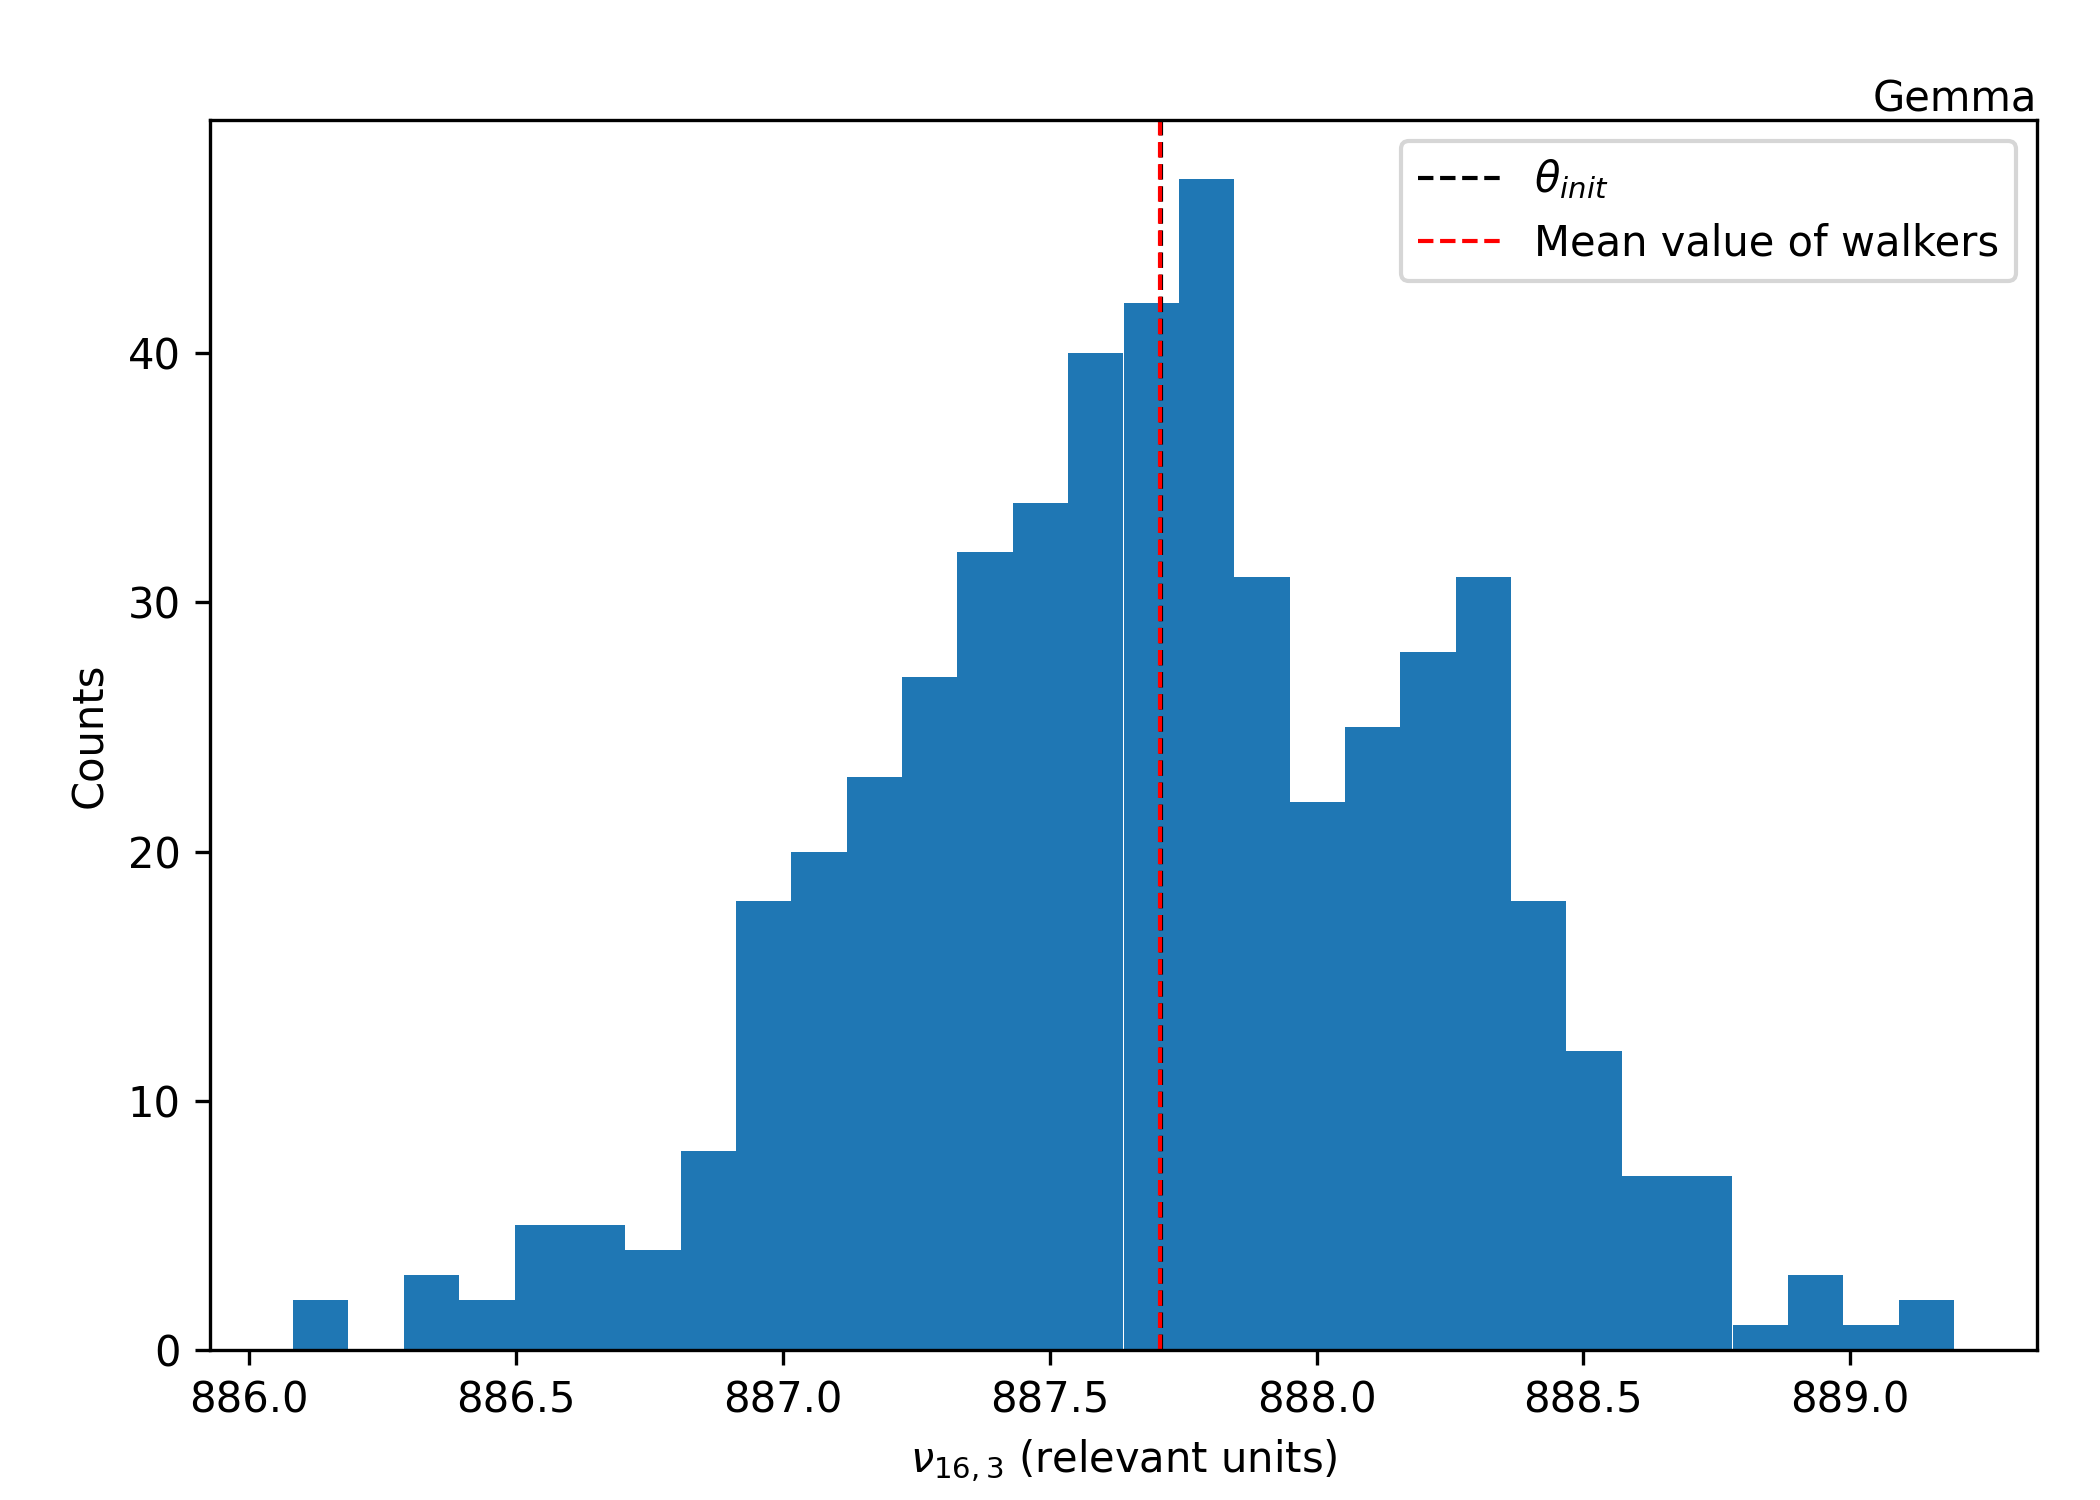 Gemma
θinit
Mean value of walkers
Counts
40
30
20
10
0
886.0 886.5 887.0 887.5 888.0 888.5 889.0
ν16, 3 (relevant units)